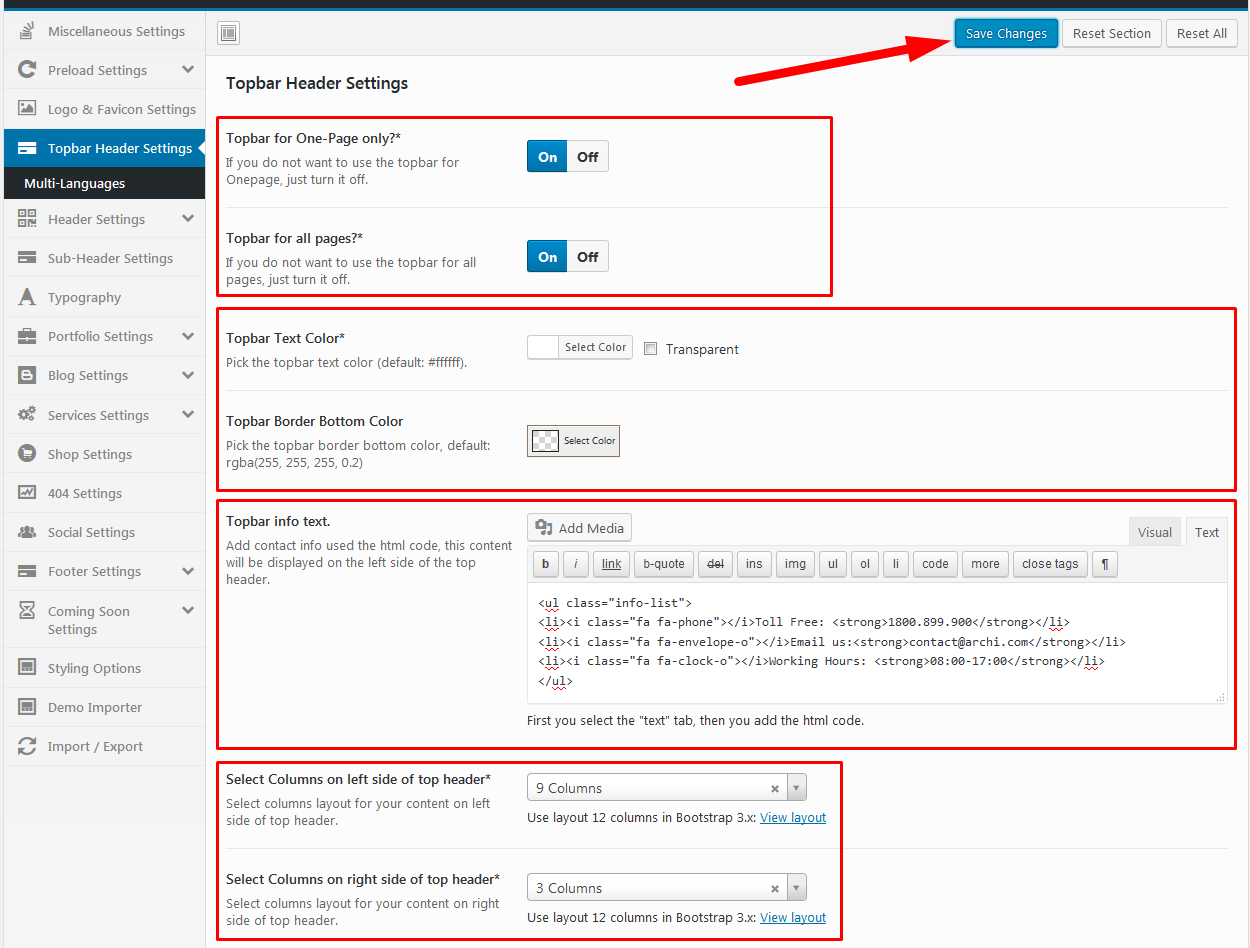 Miscellaneous Settings
Preload Settings
Logo & Favicon Settings
Topbar Header Settings
Multi-Languages
Header Settings
Sub-Header Settings
Typography
Portfolio Settings
Blog Settings
Services Settings
Shop Settings
404 Settings
Social Settings
Footer Settings
Coming Soon
Settings
Styling Options
Demo Importer
Import / Export
Save Changes
Reset Section
Reset All
Topbar Header Settings
Topbar for One-Page only?*
If you do not want to use the topbar for
Onepage, just turn it off.
On Off
Topbar for all pages?*
If you do not want to use the topbar for all
pages, just turn it off.
On Off
Topbar Text Color*
Pick the topbar text color (default: #ffffff).
Select Color
Transparent
Topbar Border Bottom Color
Pick the topbar border bottom color, default:
rgba(255, 255, 255, 0.2)
Select Color
Topbar info text.
Add contact info used the html code, this content
will be displayed on the left side of the top
header.
Add Media
Visual
Text
b i link b-quote del ins img ul ol li code more close tags ¶
<ul class="info-list">
<li><i class="fa fa-phone"></i>Toll Free: <strong>1800.899.900</strong></li>
<li><i class="fa fa-envelope-o"></i>Email us:<strong>contact@archi.com</strong></li>
<li><i class="fa fa-clock-o"></i>Working Hours: <strong>08:00-17:00</strong></li>
</ul>
First you select the "text" tab, then you add the html code.
Select Columns on left side of top header*
Select columns layout for your content on left
side of top header.
9 Columns
Use layout 12 columns in Bootstrap 3.x: View layout
Select Columns on right side of top header*
Select columns layout for your content on right
side of top header.
3 Columns
Use layout 12 columns in Bootstrap 3.x: View layout